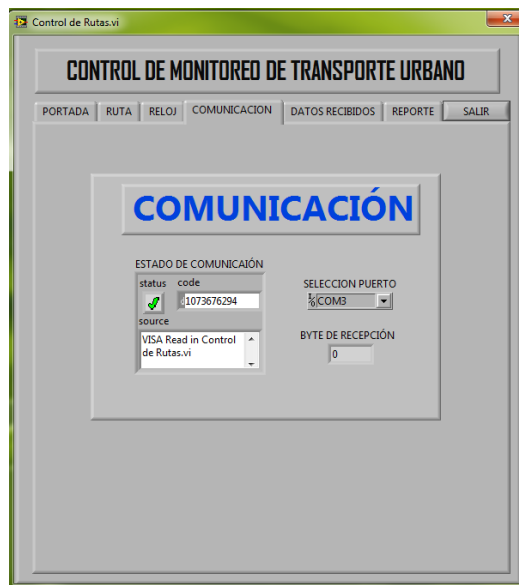 Control de Rutas.vi
CONTROL DE MONITOREO DE TRANSPORTE URBANO
PORTADA RUTA RELOJ COMUNICACION DATOS RECIBIDOS REPORTE SALIR
COMUNICACIÓN
ESTADO DE COMUNICAIÓN
status code
1073676294
source
VISA Read in Control
de Rutas.vi
SELECCION PUERTO
COM3
BYTE DE RECEPCIÓN
0